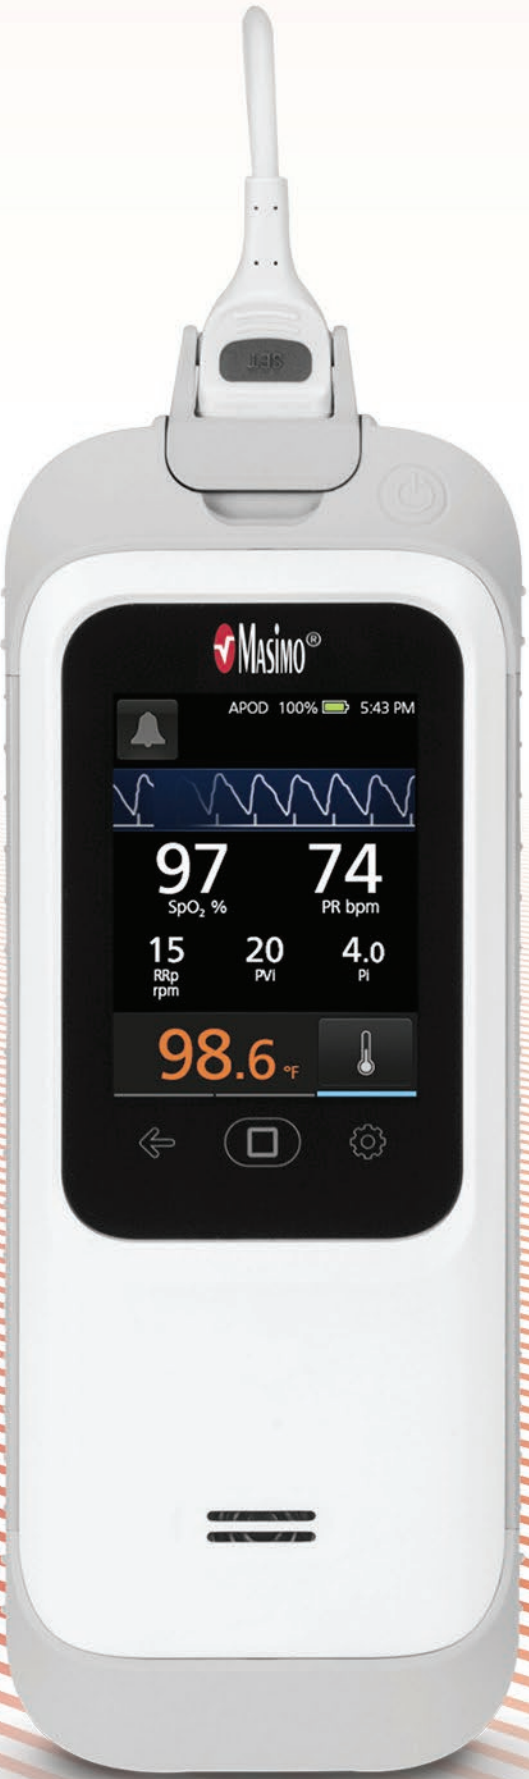 SET
MASIMO®
APOD 100% 5:43 PM
97 74
SpO₂ % PR bpm
15 20 4.0
RRp PVI Pi
rpm
98.6 °F